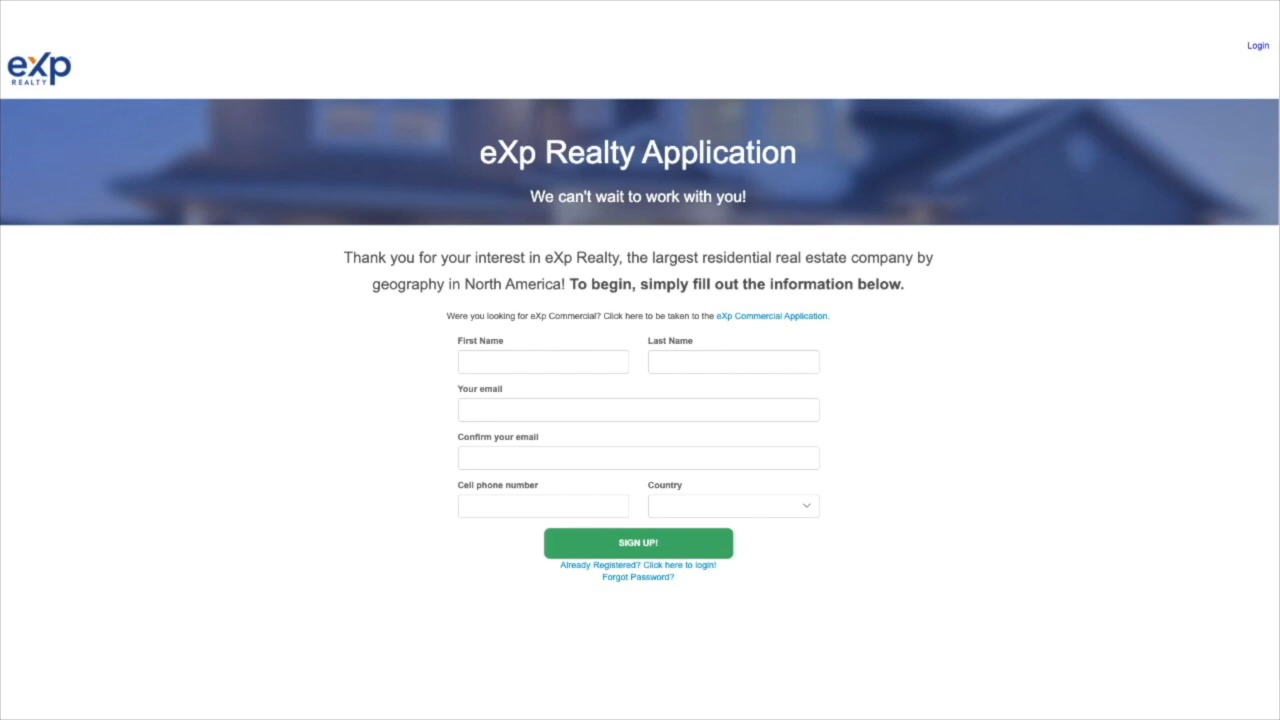 Login
eXp
REALTY
eXp Realty Application
We can't wait to work with you!
Thank you for your interest in eXp Realty, the largest residential real estate company by
geography in North America! To begin, simply fill out the information below.
Were you looking for eXp Commercial? Click here to be taken to the eXp Commercial Application.
First Name Last Name
Your email
Confirm your email
Cell phone number Country
SIGN UP!
Already Registered? Click here to login!
Forgot Password?